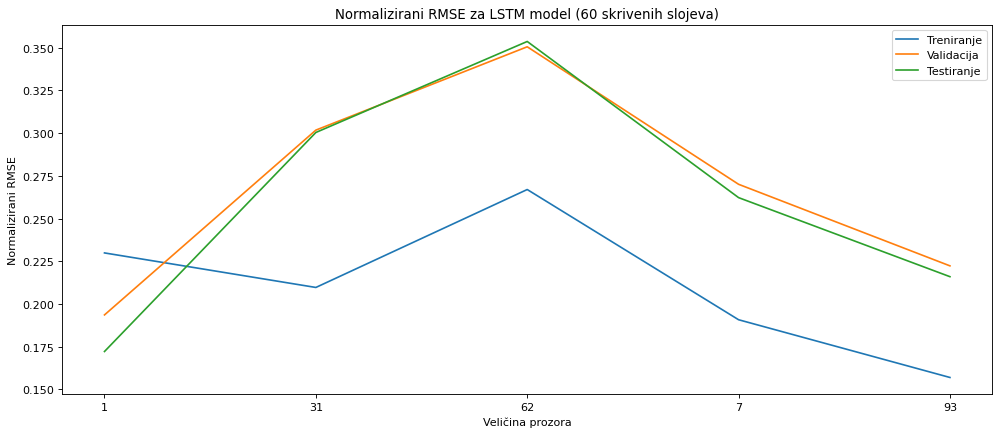 Normalizirani RMSE za LSTM model (60 skrivenih slojeva)
Treniranje
Validacija
Testiranje
Normalizirani RMSE
0.350
0.325
0.300
0.275
0.250
0.225
0.200
0.175
0.150
1 31 62 7 93
Veličina prozora